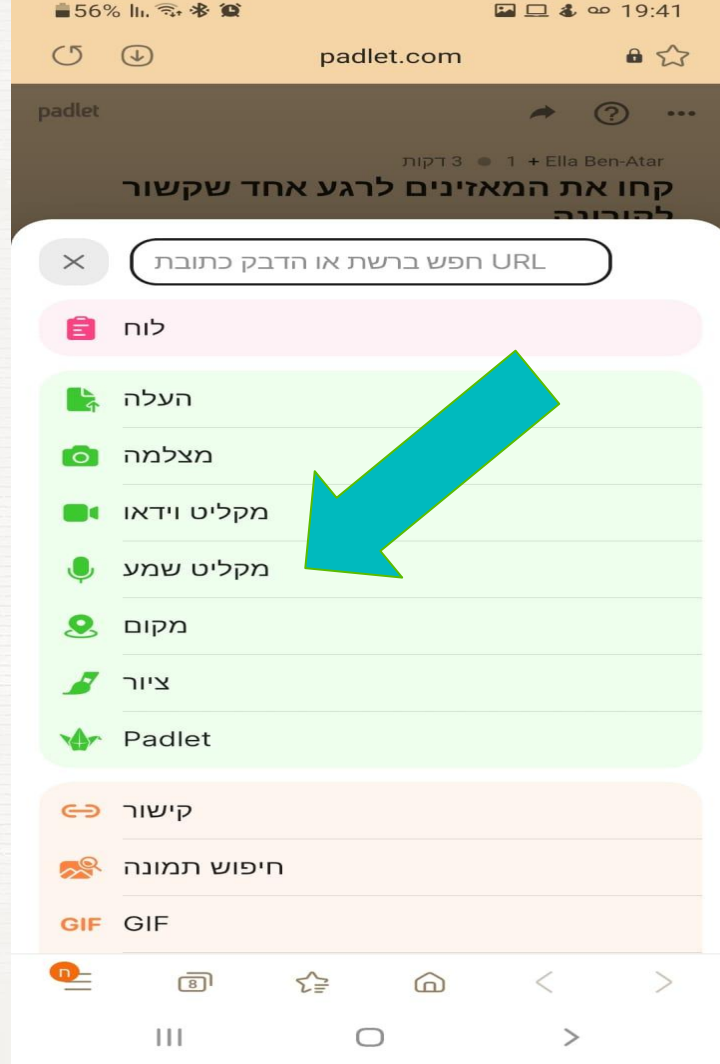 56% 19:41
padlet.com
padlet
Ella Ben-Atar + 1 ● 3 דקות
קחו את המאזינים לרגע אחד שקשור
לקורונה
חפש ברשת או הדבק כתובת URL
לוח
העלה
מצלמה
מקליט וידאו
מקליט שמע
מקום
ציור
Padlet
קישור
חיפוש תמונה
GIF GIF
ח
8